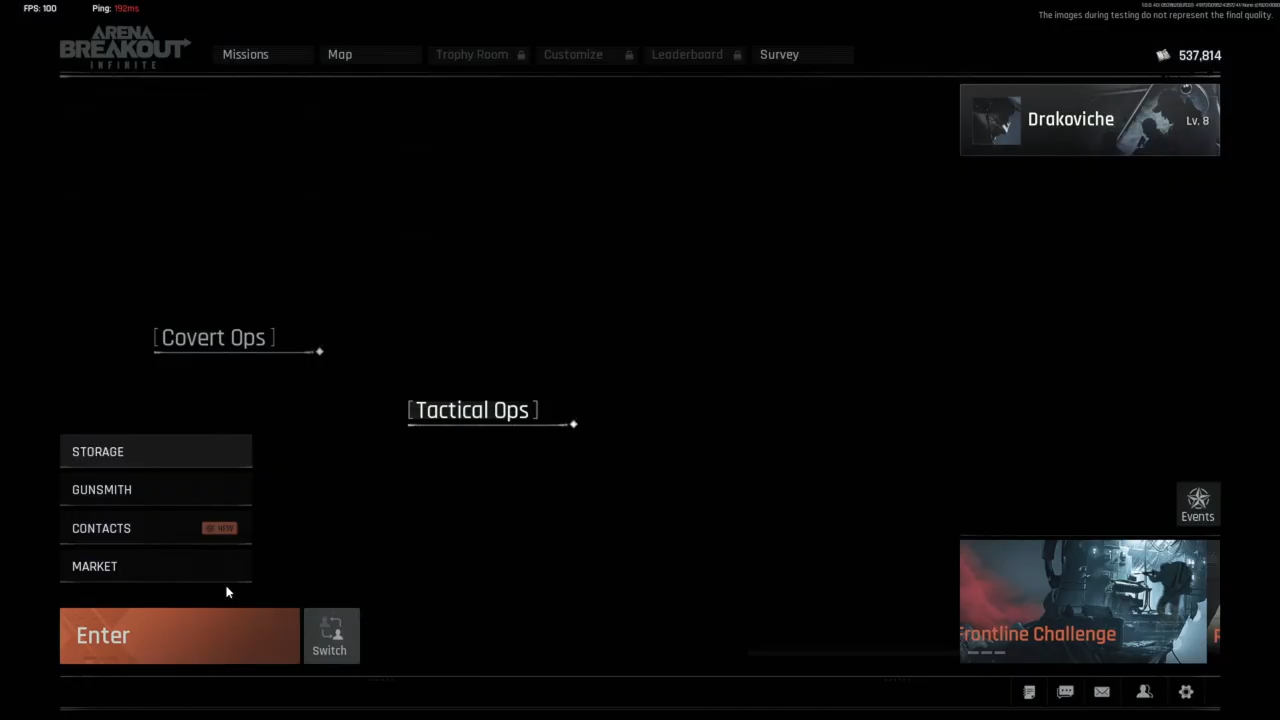 FPS: 100 Ping: 192ms
The images during testing do not represent the final quality.
ARENA
BREAKOUT
INFINITE
Missions Map Trophy Room Customize Leaderboard Survey 537,814
Drakoviche Lv. 8
[Covert Ops]
[Tactical Ops]
STORAGE
GUNSMITH
CONTACTS NEW
MARKET
Events
Enter
Switch
Frontline Challenge